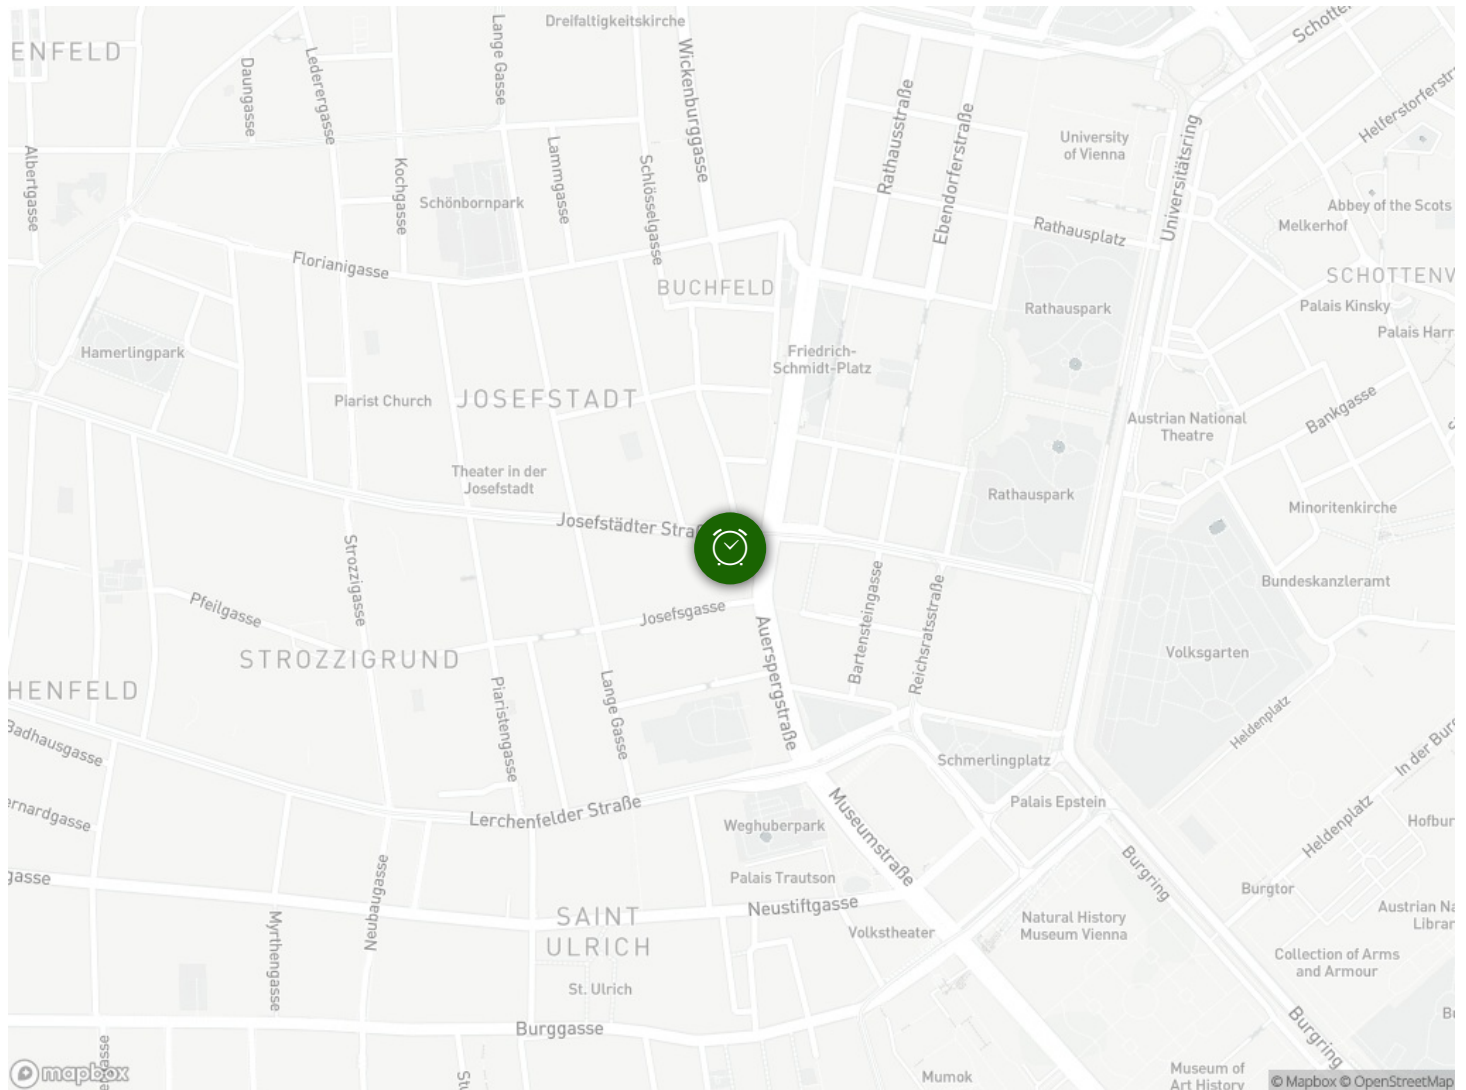 Dreifaltigkeitskirche
Schotten
ENFELD
Lange Gasse
Wickenburggasse
Lederergasse
Daungasse
Rathausstraße
Ebendorferstraße
Universitätsring
Helferstorferstr
University
of Vienna
Albertgasse
Kochgasse
Lammgasse
Schlösselgasse
Schönbornpark
Abbey of the Scots
Melkerhof
Rathausplatz
Florianigasse
BUCHFELD
SCHOTTENV
Rathauspark
Palais Kinsky
Palais Harr
Hamerlingpark
Friedrich-
Schmidt-Platz
Piarist Church
JOSEFSTADT
Austrian National
Theatre
Bankgasse
Theater in der
Josefstadt
Rathauspark
Minoritenkirche
Josefstädter Straß
Strozzigasse
Bundeskanzleramt
Pfeilgasse
Josefsgasse
Bartensteingasse
Reichsratsstraße
STROZZIGRUND
Volksgarten
HENFELD
Piaristengasse
Lange Gasse
Auerspergstraße
Heldenplatz
Badhausgasse
Schmerlingplatz
In der Burg
ernardgasse
Lerchenfelder Straße
Palais Epstein
Weghuberpark
Museumstraße
Heldenplatz
Hofbur
gasse
Neubaugasse
Palais Trautson
Burgring
Burgtor
Myrthengasse
SAINT
ULRICH
Neustiftgasse
Volkstheater
Natural History
Museum Vienna
Austrian Na
Librar
Collection of Arms
and Armour
St. Ulrich
Burggasse
Burgring
Mumok
Museum of
Art History
mapbox
© Mapbox © OpenStreetMap